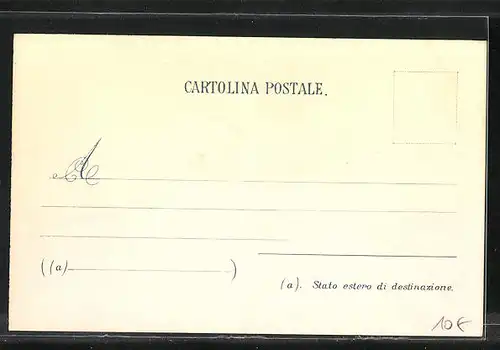 CARTOLINA POSTALE.
A
((a) )
(a). Stato estero di destinazione.
10 €